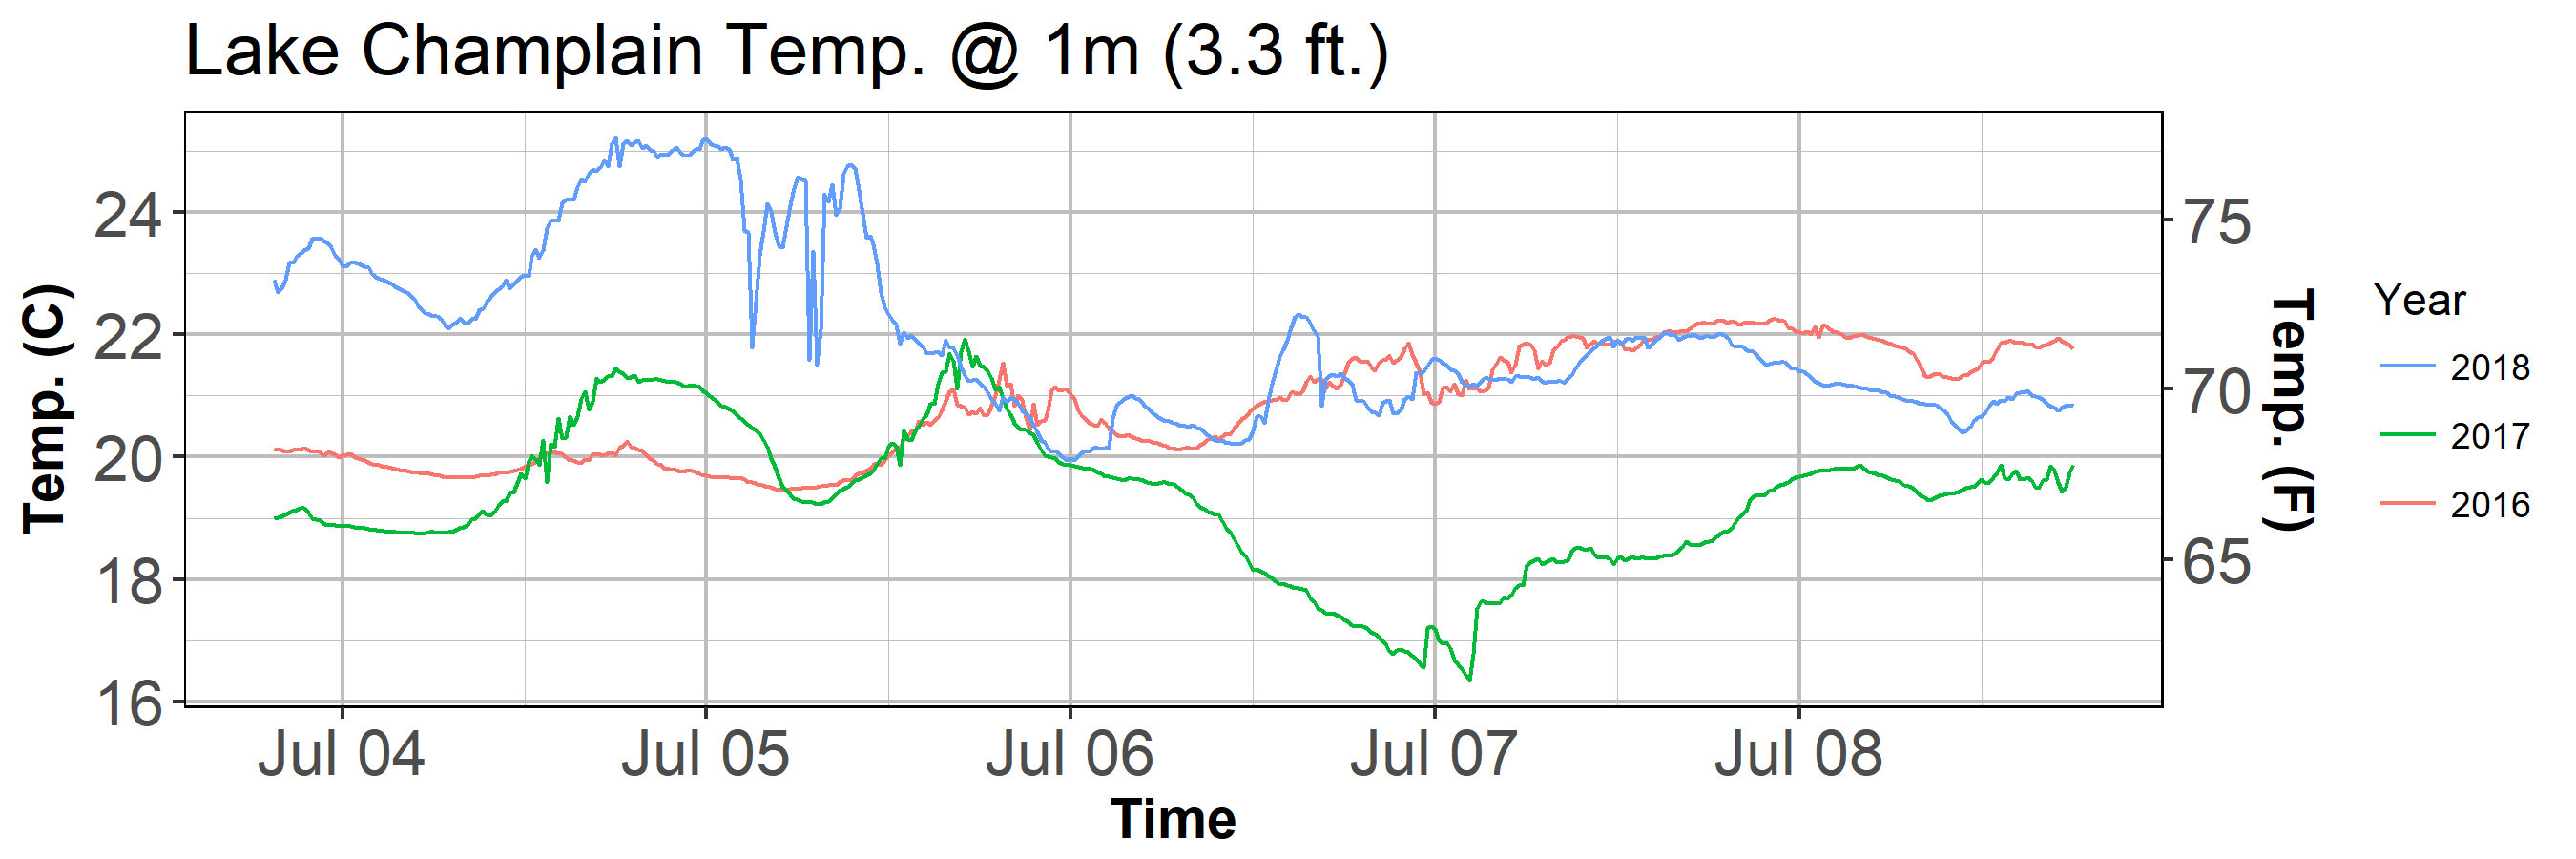 Lake Champlain Temp. @ 1m (3.3 ft.)
Temp. (C)
24
22
20
18
16
75
70
65
Temp. (F)
Jul 04
Jul 05
Jul 06
Jul 07
Jul 08
Time
Year
2018
2017
2016